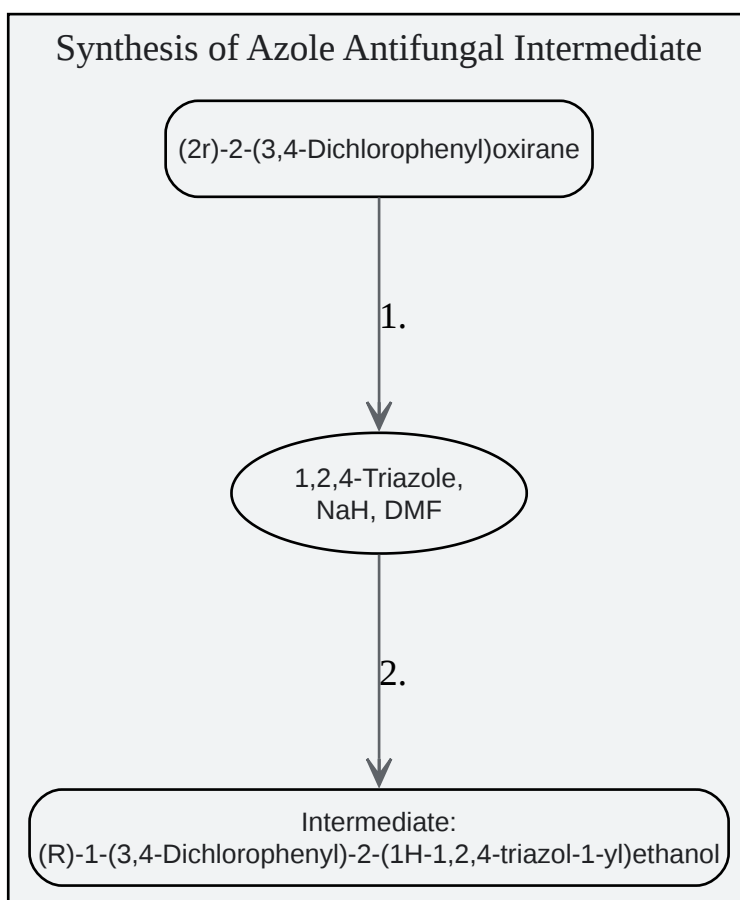 Synthesis of Azole Antifungal Intermediate
(2r)-2-(3,4-Dichlorophenyl)oxirane
1.
1,2,4-Triazole,
NaH, DMF
2.
Intermediate:
(R)-1-(3,4-Dichlorophenyl)-2-(1H-1,2,4-triazol-1-yl)ethanol